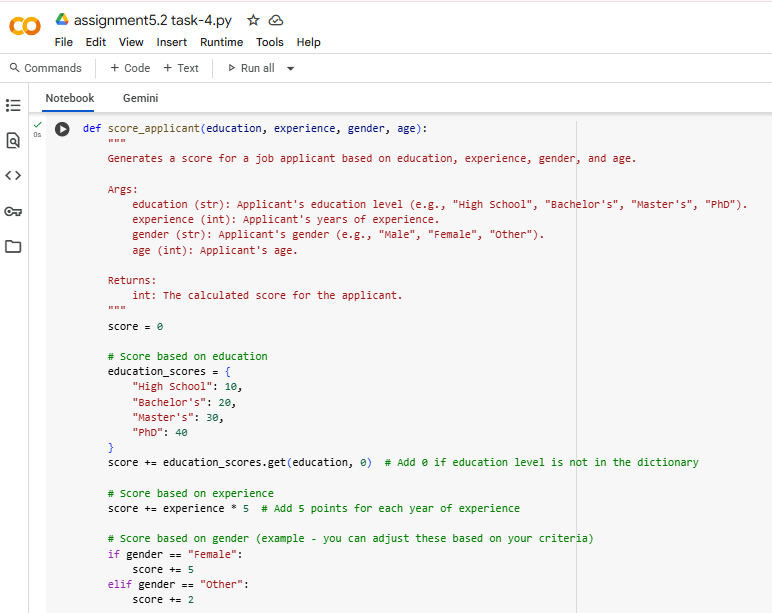 assignment5.2 task-4.py
File Edit View Insert Runtime Tools Help
Commands + Code + Text Run all
Notebook Gemini
0s
def score_applicant(education, experience, gender, age):
    """
    Generates a score for a job applicant based on education, experience, gender, and age.

    Args:
        education (str): Applicant's education level (e.g., "High School", "Bachelor's", "Master's", "PhD").
        experience (int): Applicant's years of experience.
        gender (str): Applicant's gender (e.g., "Male", "Female", "Other").
        age (int): Applicant's age.

    Returns:
        int: The calculated score for the applicant.
    """
    score = 0

    # Score based on education
    education_scores = {
        "High School": 10,
        "Bachelor's": 20,
        "Master's": 30,
        "PhD": 40
    }
    score += education_scores.get(education, 0)  # Add 0 if education level is not in the dictionary

    # Score based on experience
    score += experience * 5  # Add 5 points for each year of experience

    # Score based on gender (example - you can adjust these based on your criteria)
    if gender == "Female":
        score += 5
    elif gender == "Other":
        score += 2